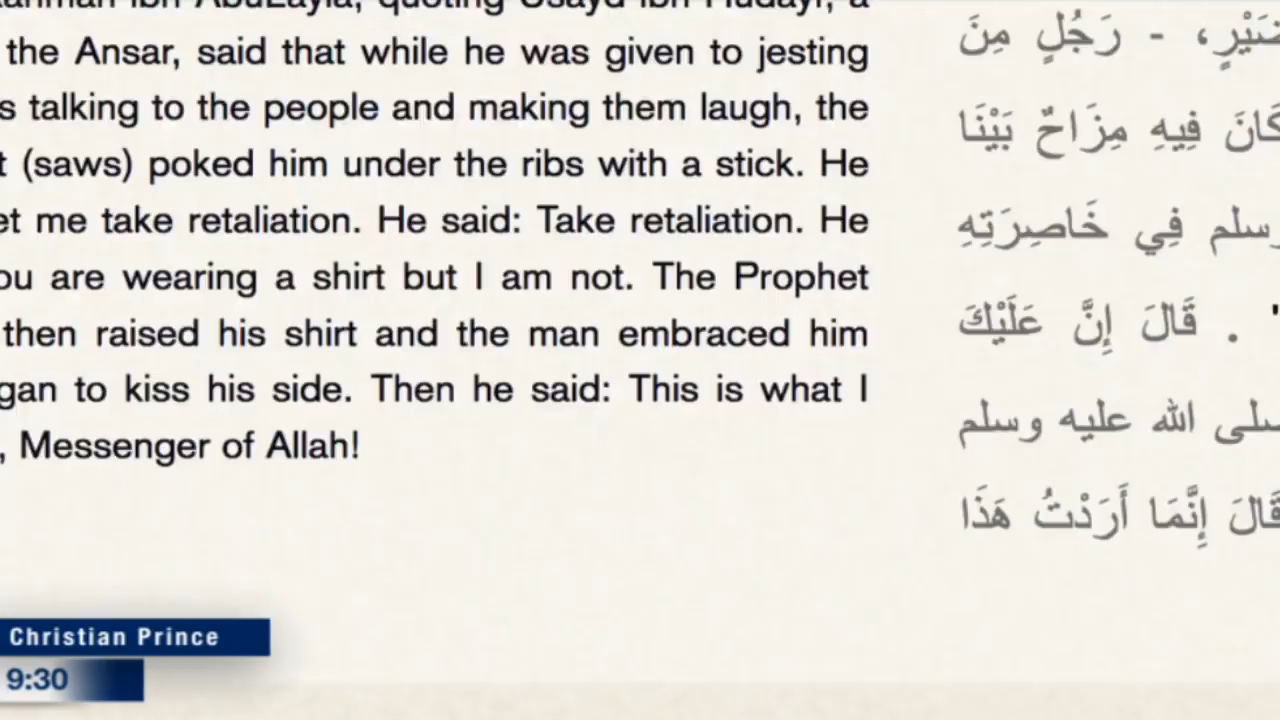 the Ansar, said that while he was given to jesting
talking to the people and making them laugh, the
(saws) poked him under the ribs with a stick. He
me take retaliation. He said: Take retaliation. He
are wearing a shirt but I am not. The Prophet
then raised his shirt and the man embraced him
to kiss his side. Then he said: This is what I
, Messenger of Allah!
، - رَجُلٍ مِنَ
فِيهِ مِزَاحٌ بَيْنَا
وسلم فِي خَاصِرَتِهِ
" . قَالَ إِنَّ عَلَيْكَ
الله عليه وسلم
إِنَّمَا أَرَدْتُ هَذَا
Christian Prince
9:30